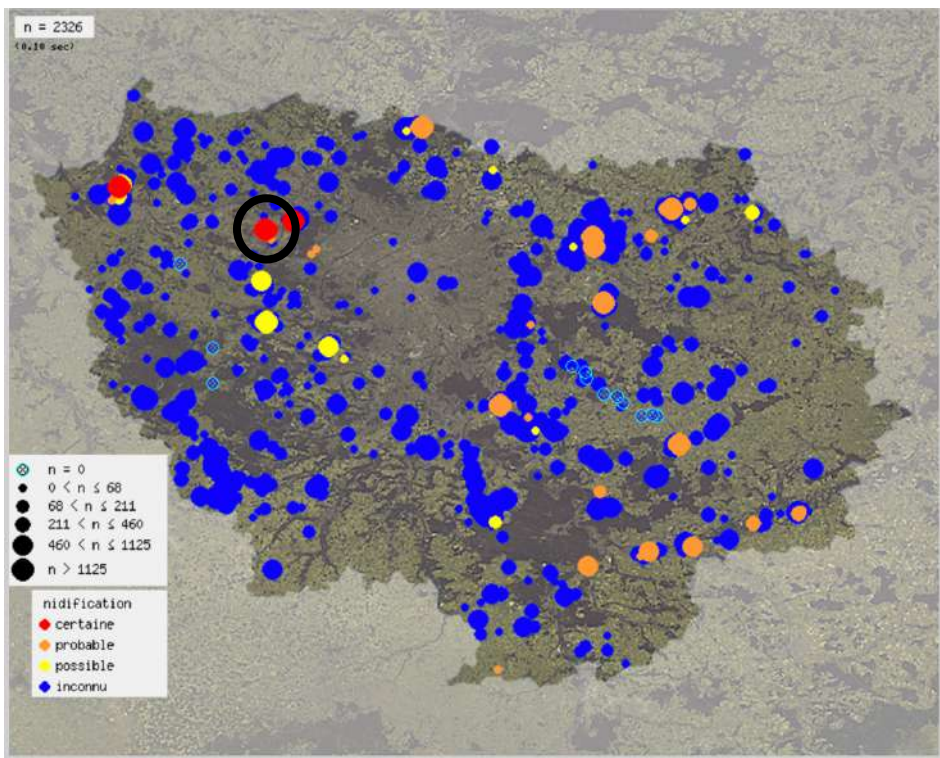 n = 2326
(0.10 sec)
n = 0
0 < n ≤ 68
68 < n ≤ 211
211 < n ≤ 460
460 < n ≤ 1125
n > 1125
nidification
certaine
probable
possible
inconnu